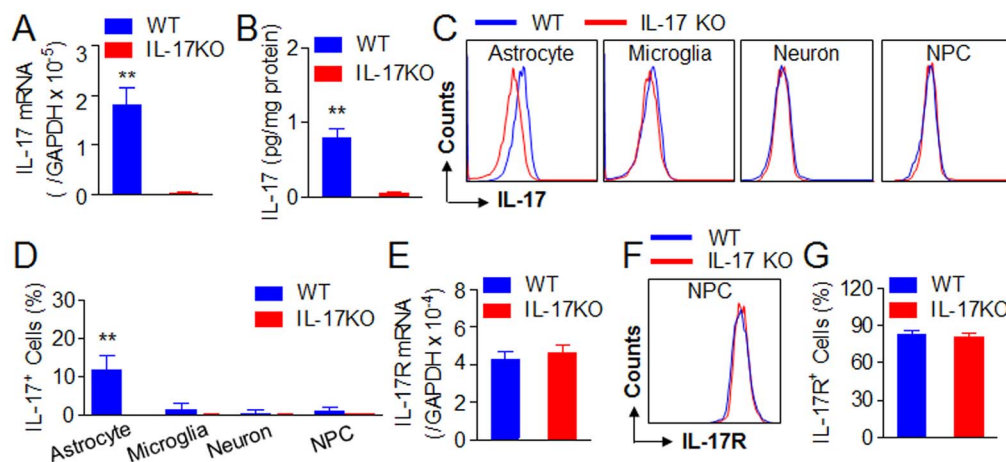 A
WT
IL-17KO
IL-17 mRNA
( /GAPDH x 10⁻⁵)
3
2
1
0
**
B
WT
IL-17KO
IL-17 (pg/mg protein)
2
1
0
**
C
WT
IL-17 KO
Astrocyte
Microglia
Neuron
NPC
Counts
IL-17
D
WT
IL-17KO
IL-17⁺ Cells (%)
30
20
10
0
**
Astrocyte
Microglia
Neuron
NPC
E
WT
IL-17KO
IL-17R mRNA
(/GAPDH x 10⁻⁴)
8
6
4
2
0
F
WT
IL-17 KO
NPC
Counts
IL-17R
G
WT
IL-17KO
IL-17R⁺ Cells (%)
120
90
60
30
0